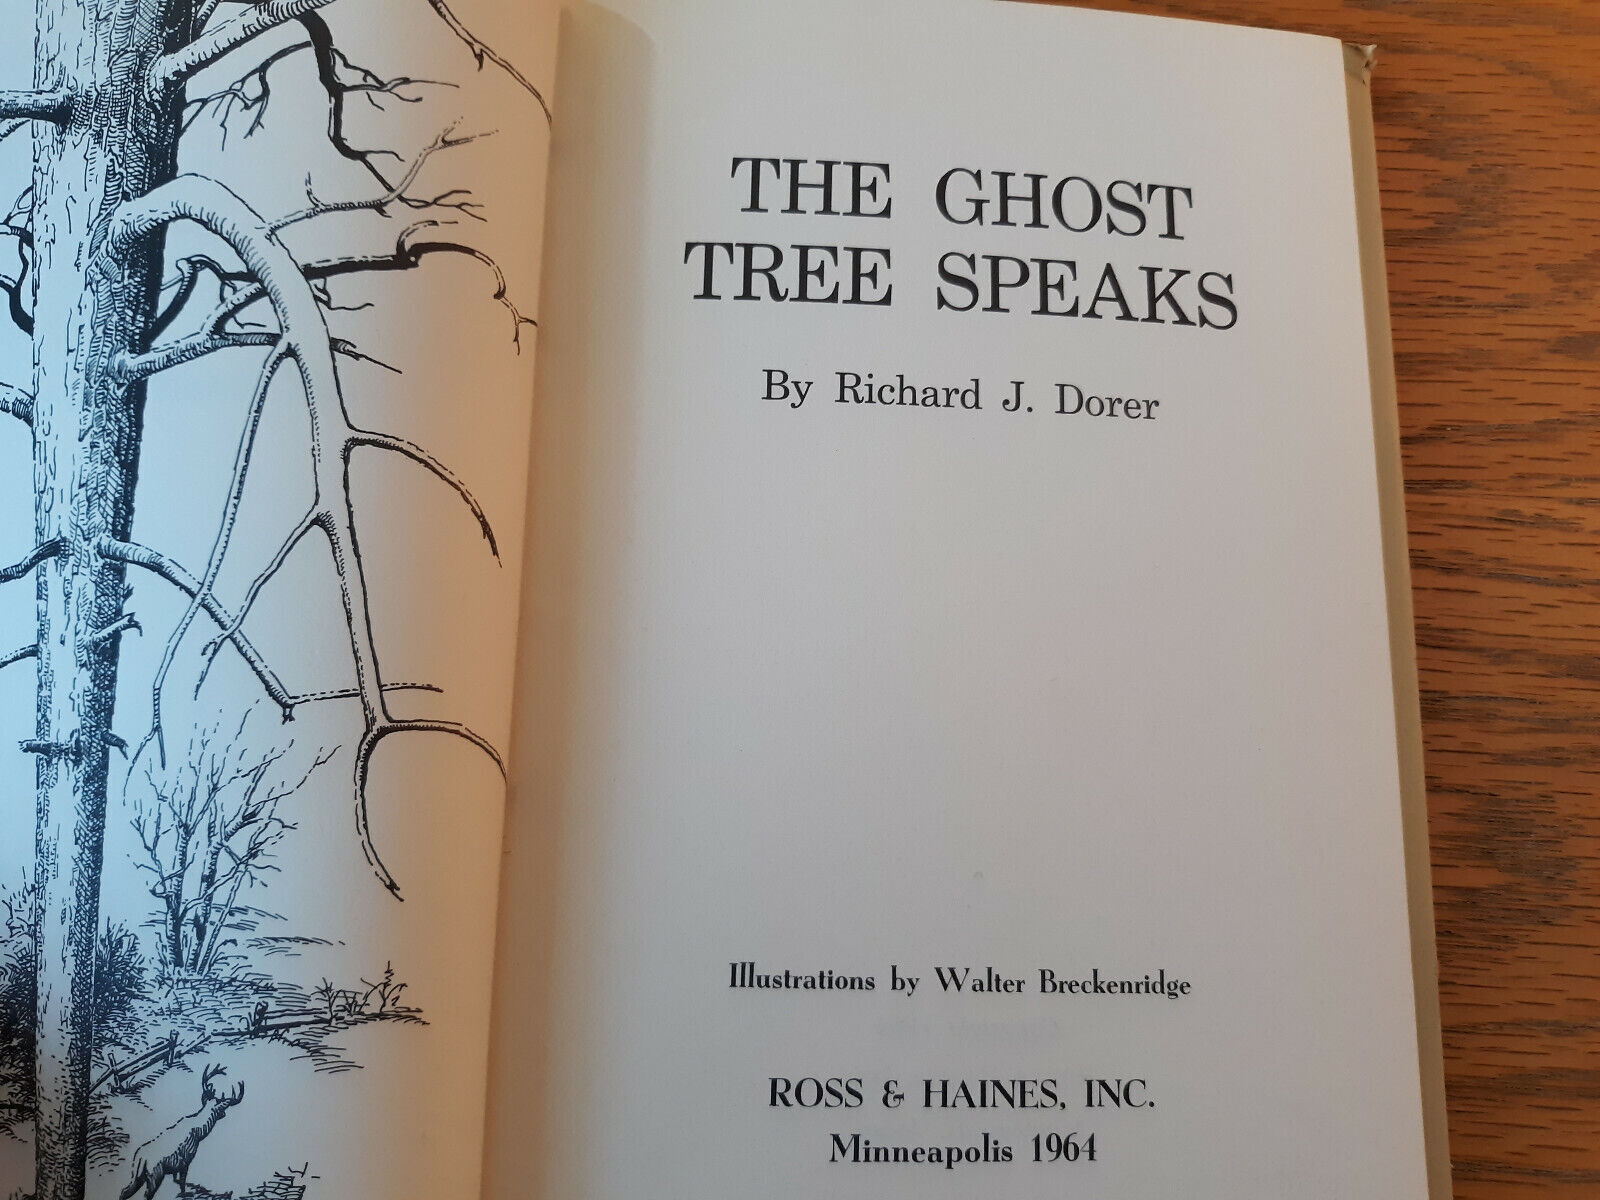 THE GHOST
TREE SPEAKS
By Richard J. Dorer
Illustrations by Walter Breckenridge
ROSS & HAINES, INC.
Minneapolis 1964